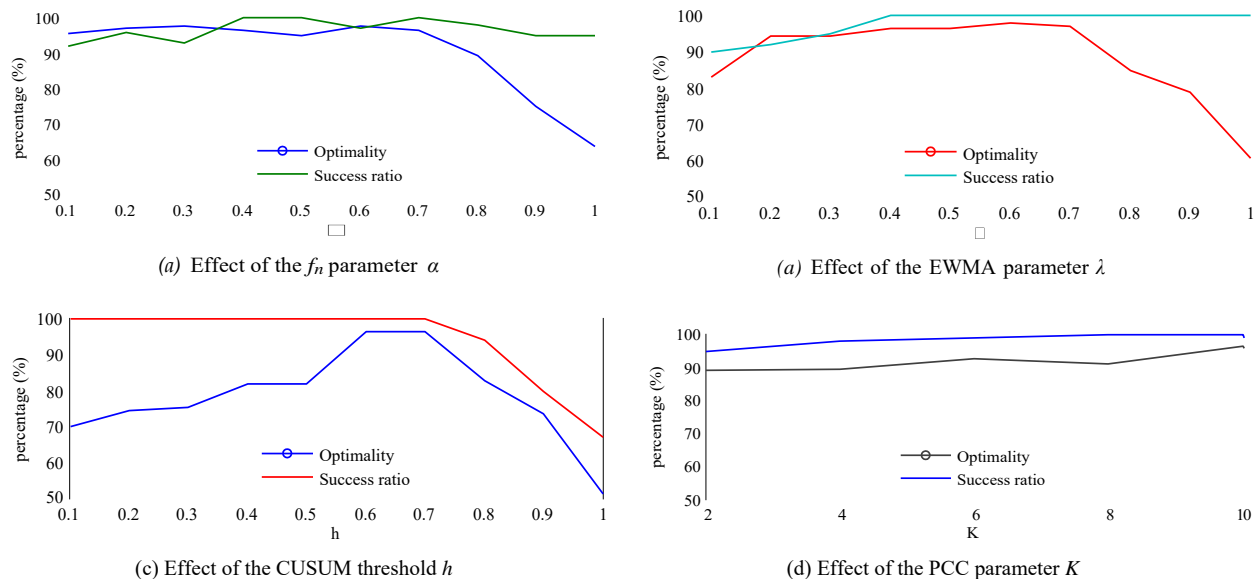 100
90
80
70
60
50
percentage (%)
Optimality
Success ratio
0.1 0.2 0.3 0.4 0.5 0.6 0.7 0.8 0.9 1
(a) Effect of the fn parameter α
100
90
80
70
60
50
percentage (%)
Optimality
Success ratio
0.1 0.2 0.3 0.4 0.5 0.6 0.7 0.8 0.9 1
(a) Effect of the EWMA parameter λ
100
90
80
70
60
50
percentage (%)
Optimality
Success ratio
0.1 0.2 0.3 0.4 0.5 0.6 0.7 0.8 0.9 1
h
(c) Effect of the CUSUM threshold h
100
90
80
70
60
50
percentage (%)
Optimality
Success ratio
2 4 6 8 10
K
(d) Effect of the PCC parameter K